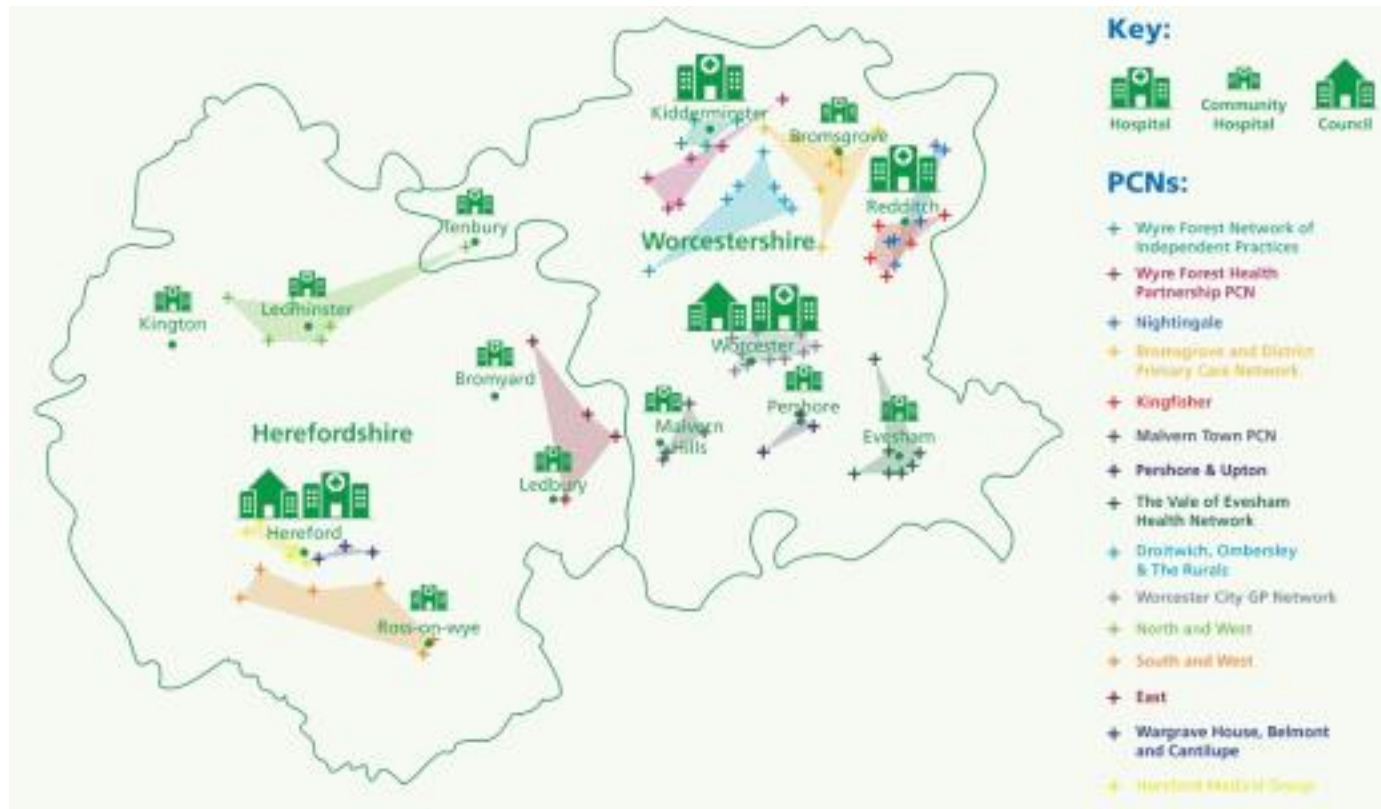 Key:
Hospital
Community
Hospital
Council
PCNs:
Wyre Forest Network of
Independent Practices
Wyre Forest Health
Partnership PCN
Nightingale
Bromsgrove and District
Primary Care Network
Kingfisher
Malvern Town PCN
Pershore & Upton
The Vale of Evesham
Health Network
Droitwich, Ombersley
& The Rurals
Worcester City GP Network
North and West
South and West
East
Wargrave House, Belmont
and Cantilupe
Hereford Medical Group
Kidderminster
Bromsgrove
Redditch
Tenbury
Worcestershire
Leominster
Kington
Worcester
Bromyard
Pershore
Malvern
Hills
Evesham
Herefordshire
Ledbury
Hereford
Ross-on-wye